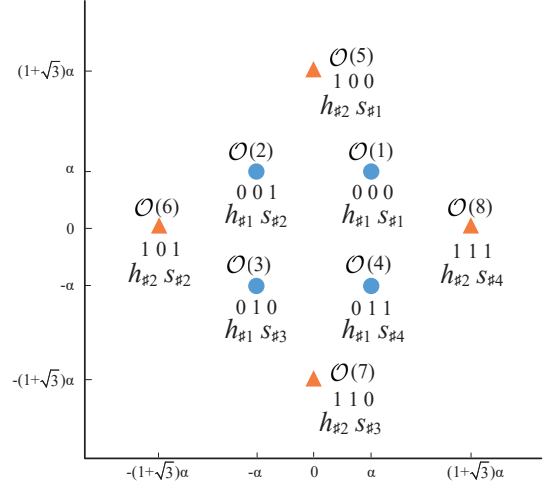 (1+√3)α
𝒪(5)
1 0 0
h♯2 s♯1
α
𝒪(2)
0 0 1
h♯1 s♯2
𝒪(1)
0 0 0
h♯1 s♯1
0
𝒪(6)
1 0 1
h♯2 s♯2
𝒪(8)
1 1 1
h♯2 s♯4
-α
𝒪(3)
0 1 0
h♯1 s♯3
𝒪(4)
0 1 1
h♯1 s♯4
-(1+√3)α
𝒪(7)
1 1 0
h♯2 s♯3
-(1+√3)α
-α
0
α
(1+√3)α